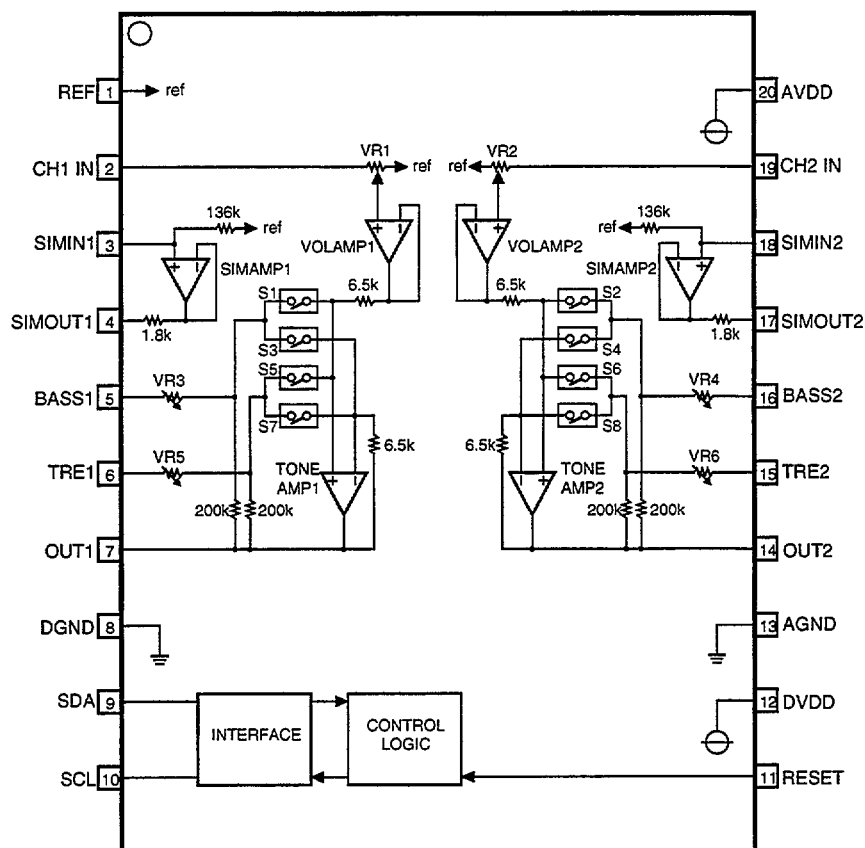 REF 1 ref
20 AVDD
CH1 IN 2 VR1 ref
ref VR2 19 CH2 IN
136k ref
ref 136k
SIMIN1 3 + - SIMAMP1
+ - VOLAMP1
- + VOLAMP2
SIMAMP2 - + 18 SIMIN2
SIMOUT1 4 1.8k
S1 6.5k
6.5k S2
1.8k 17 SIMOUT2
S3
S4
BASS1 5 VR3
S5
S6
VR4 16 BASS2
S7 6.5k
6.5k S8
TRE1 6 VR5
TONE AMP1 + -
- + TONE AMP2
VR6 15 TRE2
200k 200k
200k 200k
OUT1 7
14 OUT2
DGND 8
13 AGND
SDA 9
12 DVDD
INTERFACE
CONTROL
LOGIC
SCL 10
11 RESET